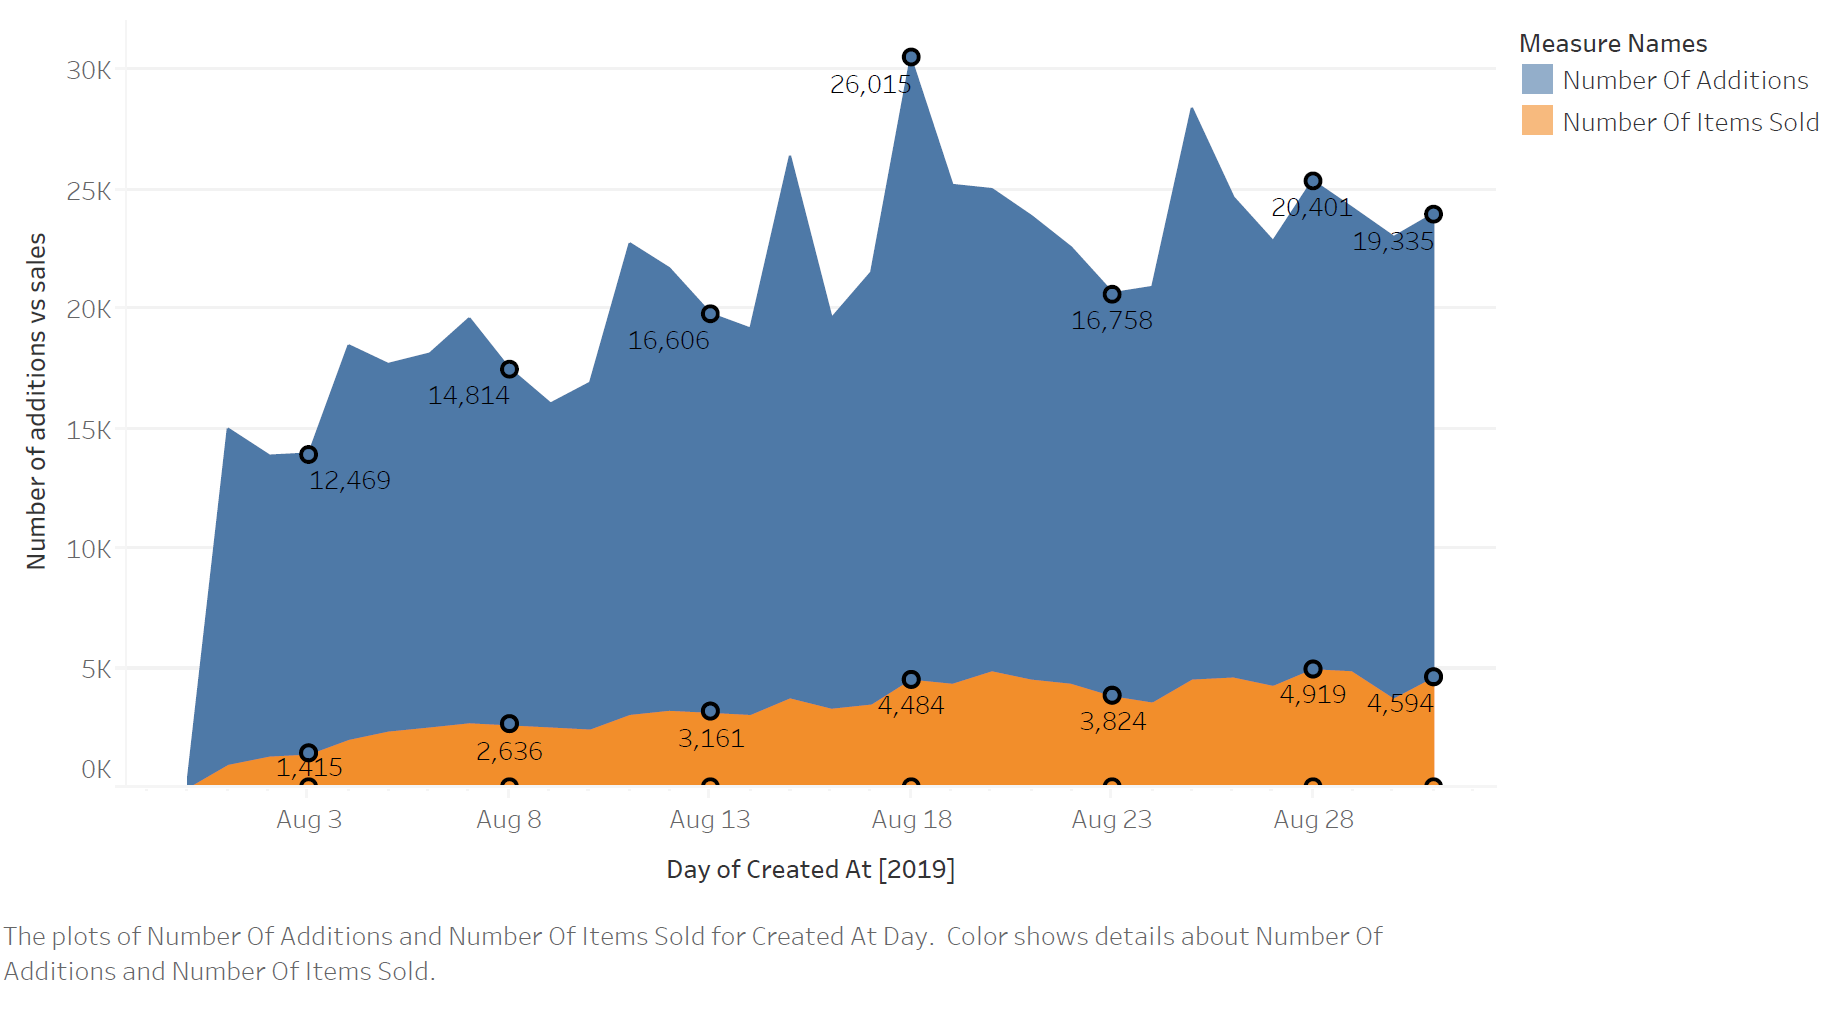 Measure Names
Number Of Additions
Number Of Items Sold
Number of additions vs sales
30K
25K
20K
15K
10K
5K
0K
26,015
20,401
19,335
16,758
16,606
14,814
12,469
4,484
4,919
4,594
3,824
3,161
2,636
1,415
Aug 3
Aug 8
Aug 13
Aug 18
Aug 23
Aug 28
Day of Created At [2019]
The plots of Number Of Additions and Number Of Items Sold for Created At Day.  Color shows details about Number Of
Additions and Number Of Items Sold.